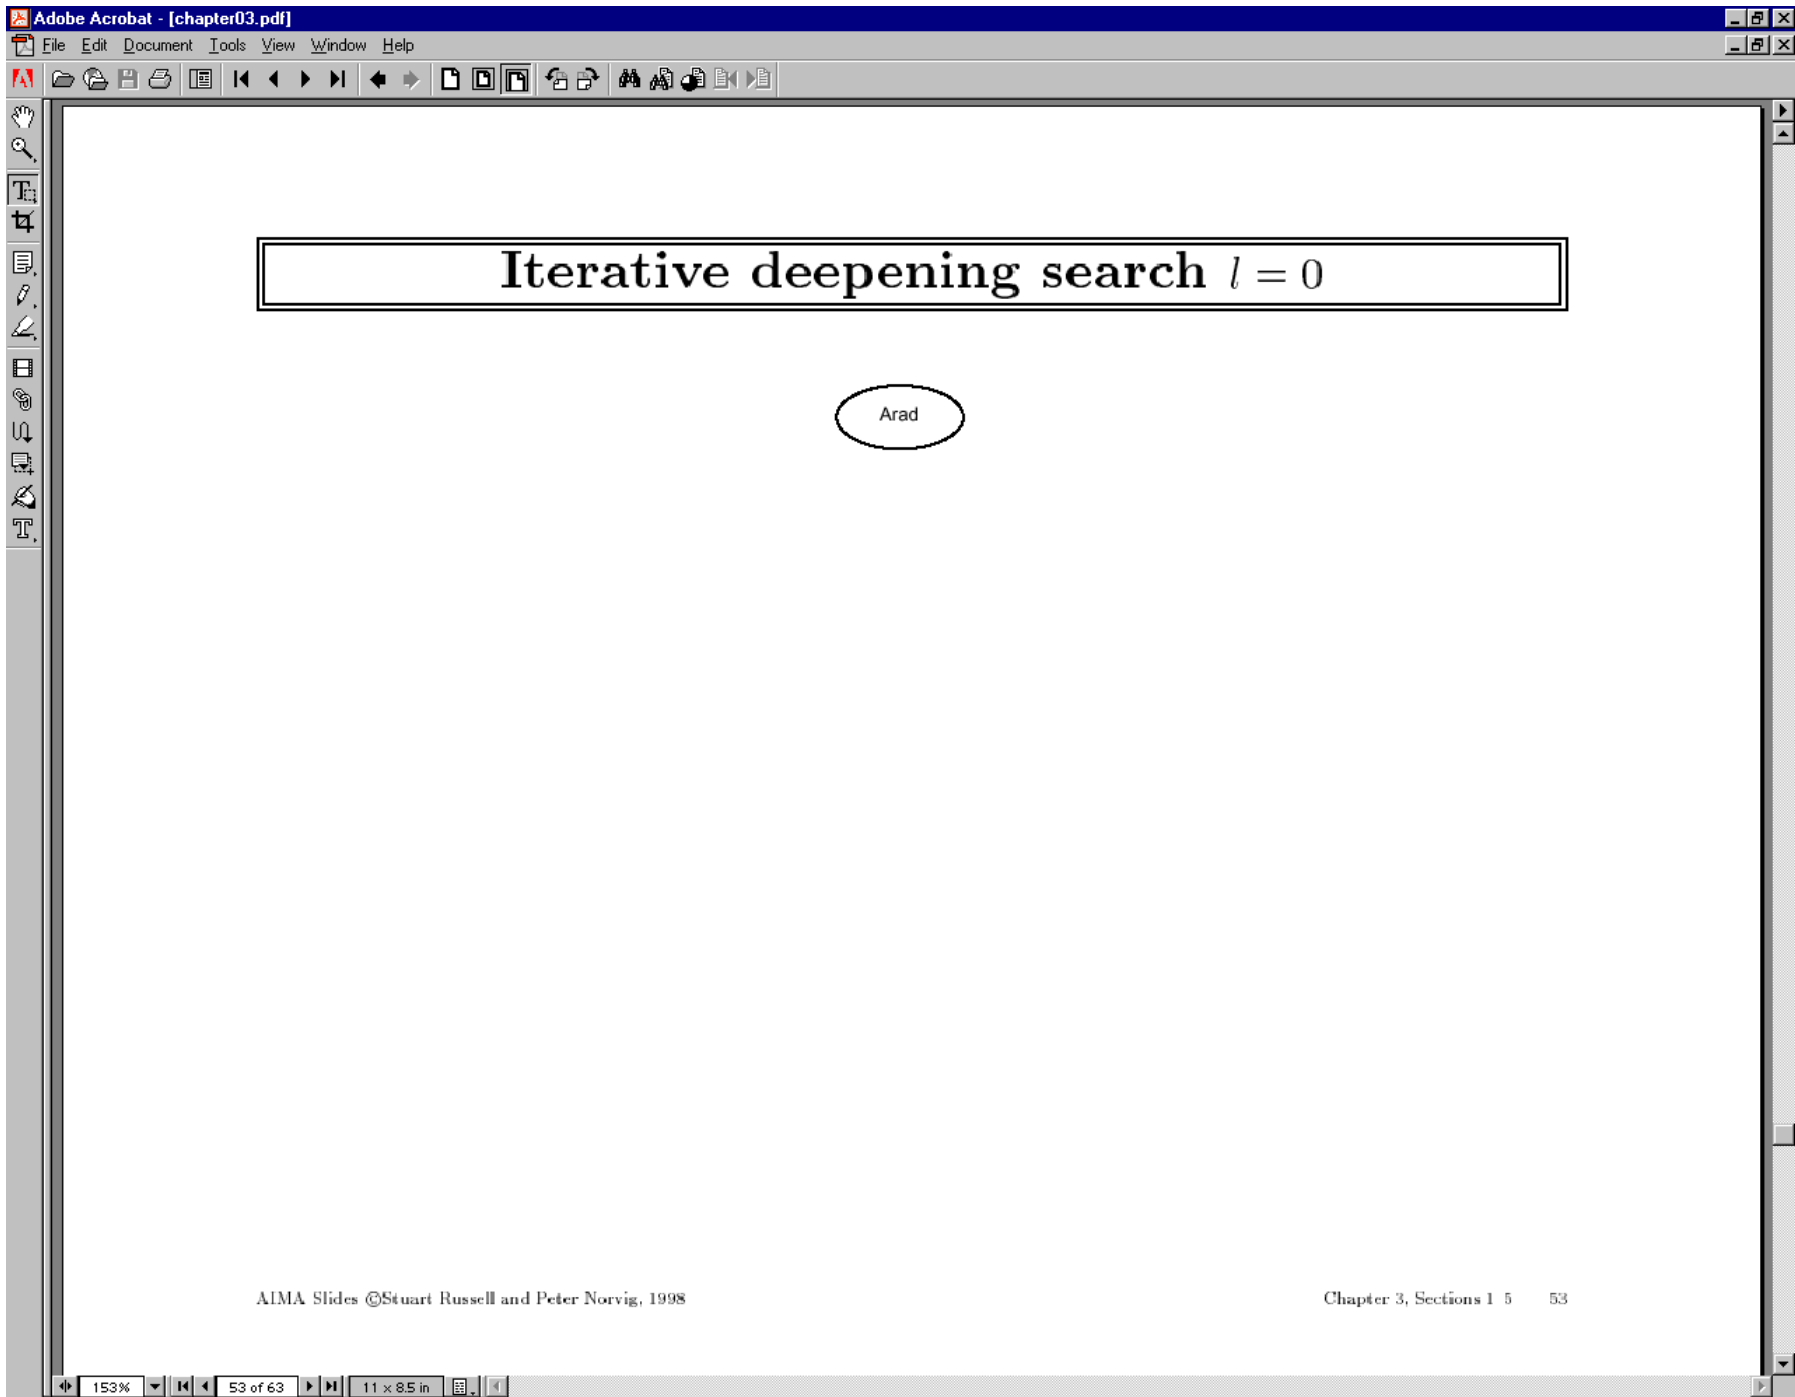 Adobe Acrobat - [chapter03.pdf]
File Edit Document Tools View Window Help
Iterative deepening search l = 0
Arad
AIMA Slides ©Stuart Russell and Peter Norvig, 1998
Chapter 3, Sections 1 5 53
153% 53 of 63 11 x 8.5 in